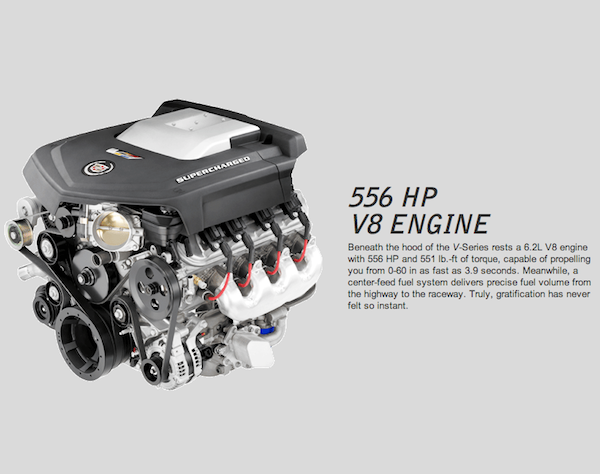 SUPERCHARGED
556 HP
V8 ENGINE
Beneath the hood of the V-Series rests a 6.2L V8 engine
with 556 HP and 551 lb.-ft of torque, capable of propelling
you from 0-60 in as fast as 3.9 seconds. Meanwhile, a
center-feed fuel system delivers precise fuel volume from
the highway to the raceway. Truly, gratification has never
felt so instant.